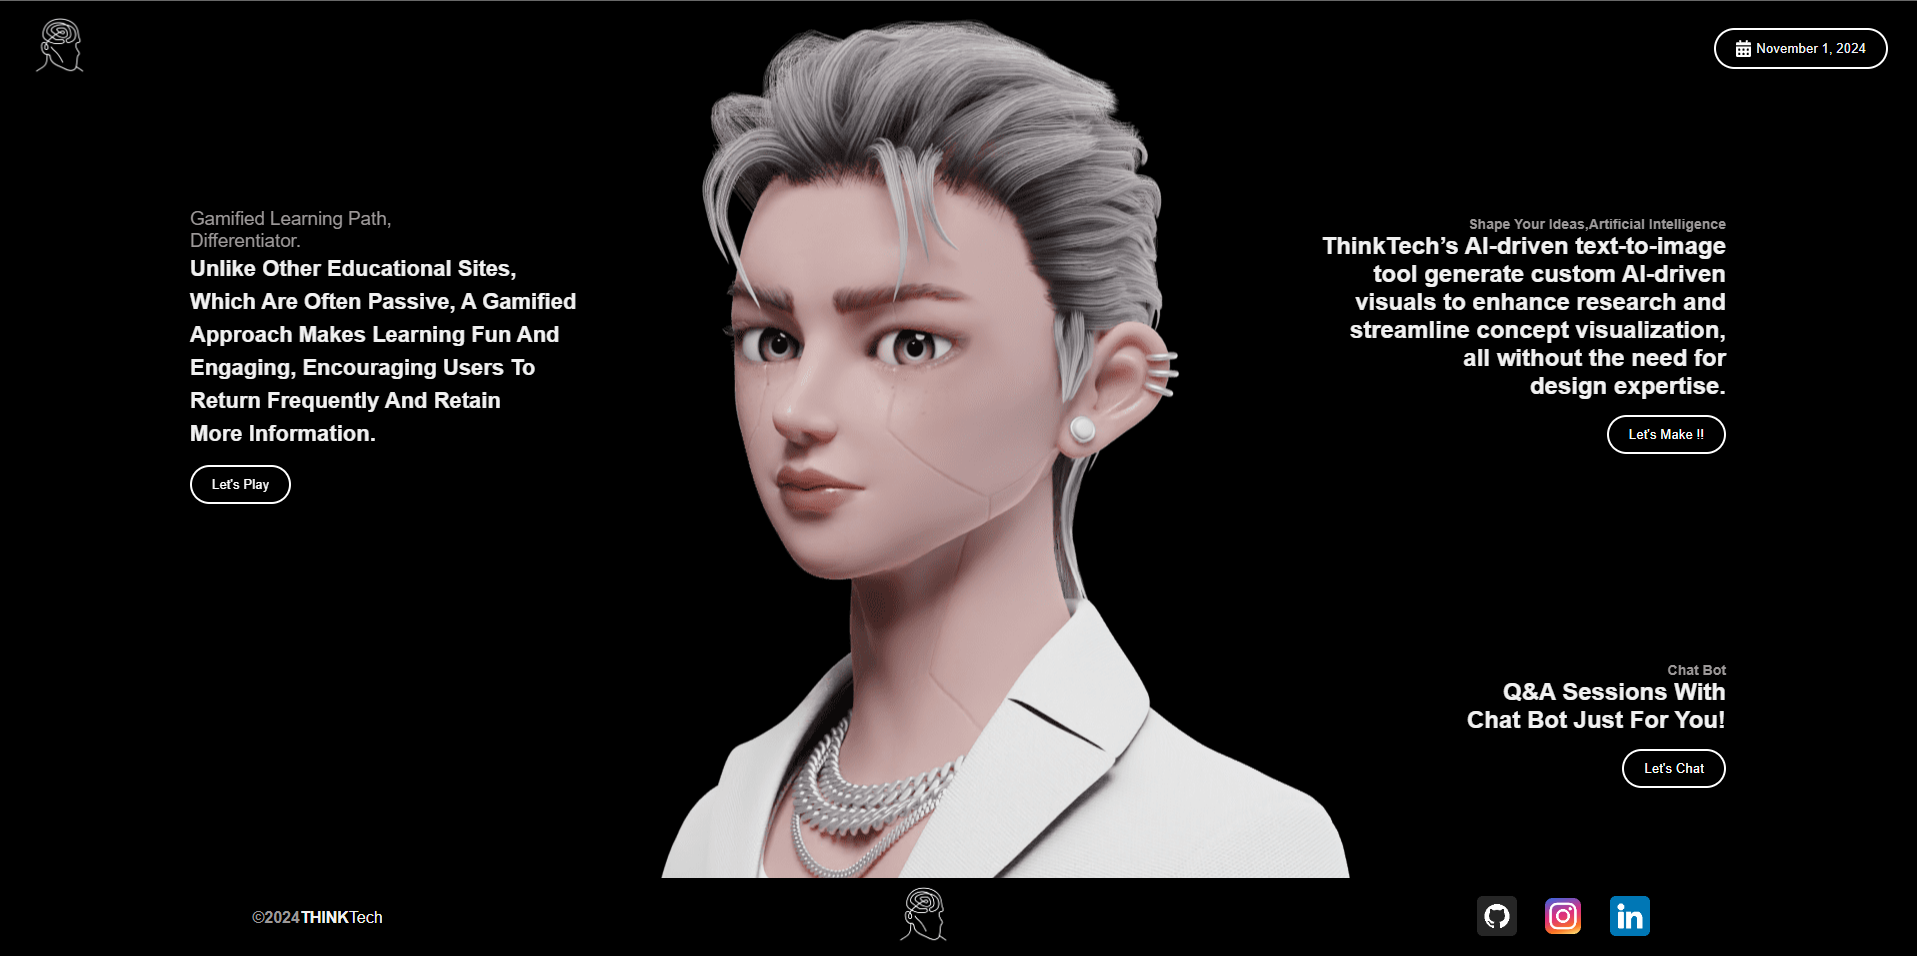 November 1, 2024
Gamified Learning Path,
Differentiator.
Unlike Other Educational Sites,
Which Are Often Passive, A Gamified
Approach Makes Learning Fun And
Engaging, Encouraging Users To
Return Frequently And Retain
More Information.
Let's Play
Shape Your Ideas,Artificial Intelligence
ThinkTech’s AI-driven text-to-image
tool generate custom AI-driven
visuals to enhance research and
streamline concept visualization,
all without the need for
design expertise.
Let's Make !!
Chat Bot
Q&A Sessions With
Chat Bot Just For You!
Let's Chat
©2024THINKTech
in